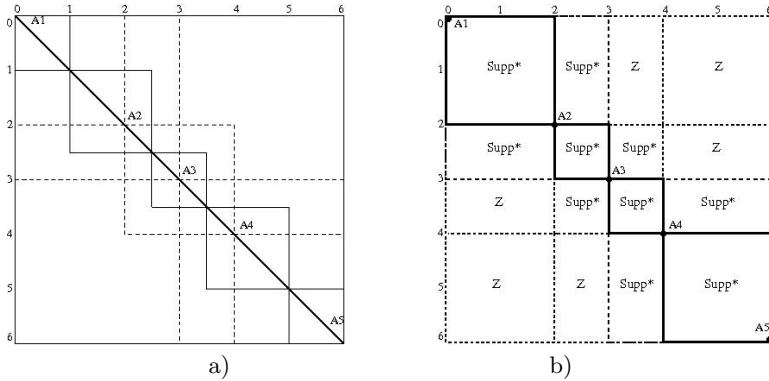 0 1 2 3 4 5 6
0 A1
1
2 A2
3 A3
4 A4
5
6 A5
a)
0 2 3 4 6
0 A1
1 Supp* Supp* Z Z
2 A2
Supp* Supp* Supp* Z
3 A3
Z Supp* Supp* Supp*
4 A4
5 Z Z Supp* Supp*
6 A5
b)